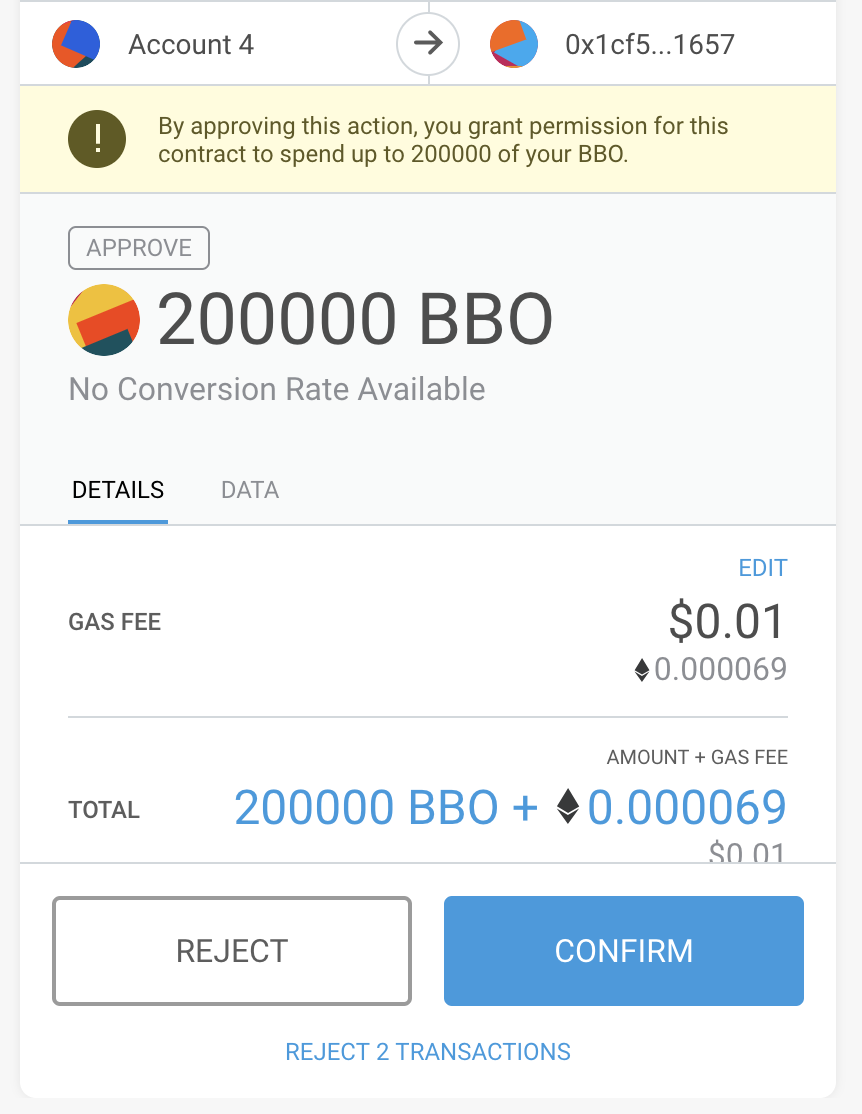 Account 4
0x1cf5...1657
!
By approving this action, you grant permission for this
contract to spend up to 200000 of your BBO.
APPROVE
200000 BBO
No Conversion Rate Available
DETAILS DATA
EDIT
GAS FEE $0.01
0.000069
AMOUNT + GAS FEE
TOTAL 200000 BBO + 0.000069
$0.01
REJECT CONFIRM
REJECT 2 TRANSACTIONS